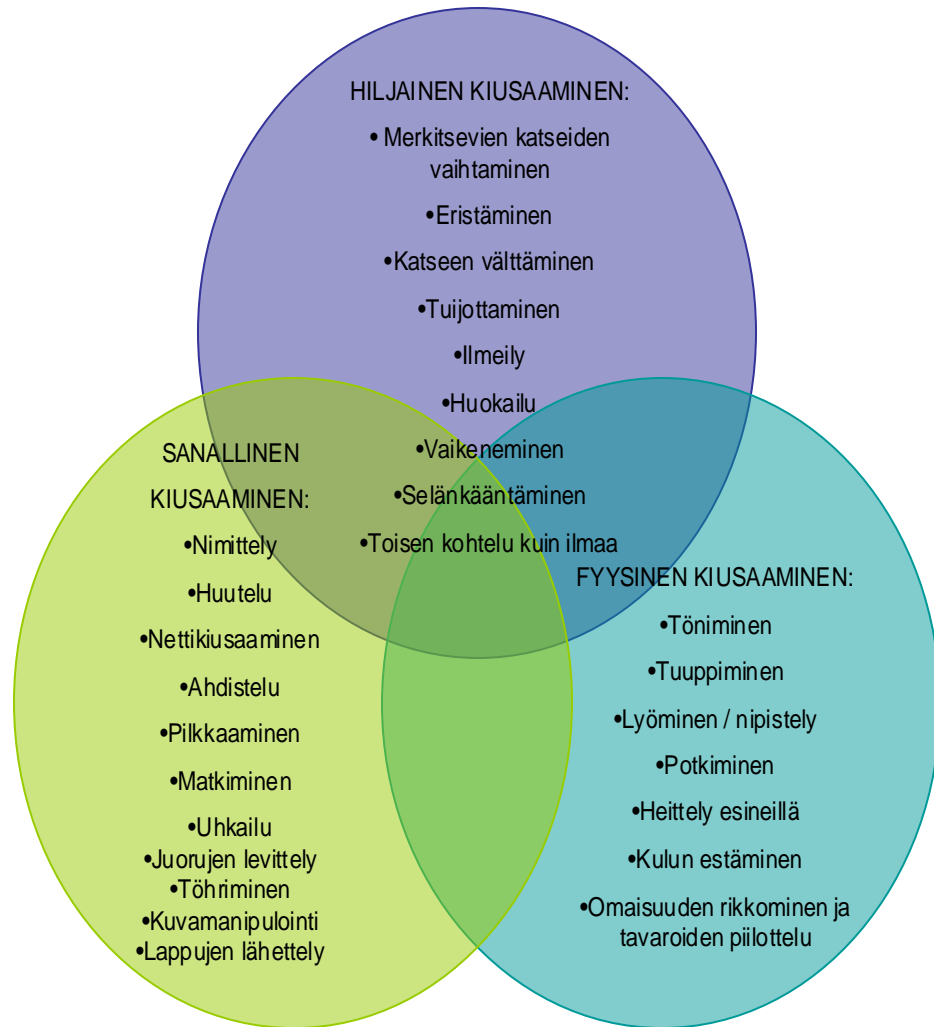 HILJAINEN KIUSAAMINEN:
• Merkitsevien katseiden
vaihtaminen
•Eristäminen
•Katseen välttäminen
•Tuijottaminen
•Ilmeily
•Huokailu
•Vaikeneminen
•Selänkääntäminen
•Toisen kohtelu kuin ilmaa
SANALLINEN
KIUSAAMINEN:
•Nimittely
•Huutelu
•Nettikiusaaminen
•Ahdistelu
•Pilkkaaminen
•Matkiminen
•Uhkailu
•Juorujen levittely
•Töhriminen
•Kuvamanipulointi
•Lappujen lähettely
FYYSINEN KIUSAAMINEN:
•Töniminen
•Tuuppiminen
•Lyöminen / nipistely
•Potkiminen
•Heittely esineillä
•Kulun estäminen
•Omaisuuden rikkominen ja
tavaroiden piilottelu